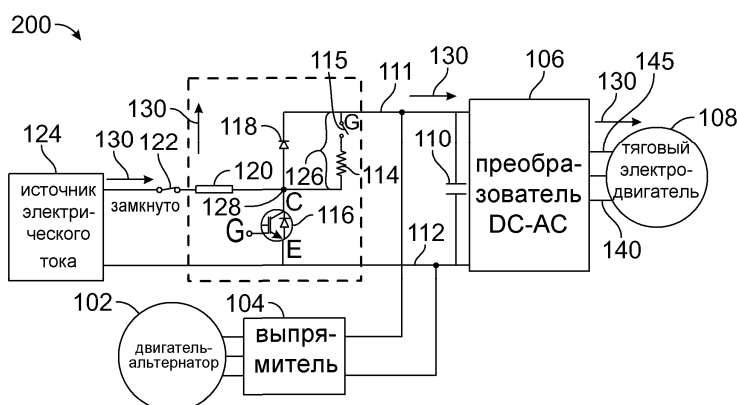 200
124
130
122
источник
электри-
ческого
тока
замкнуто
130
118
115
G
126
114
120
128
C
G
116
E
111
130
110
112
106
преобра-
зователь
DC-AC
130
145
108
тяговый
электро-
двигатель
140
102
двигатель-
альтернатор
104
выпря-
митель